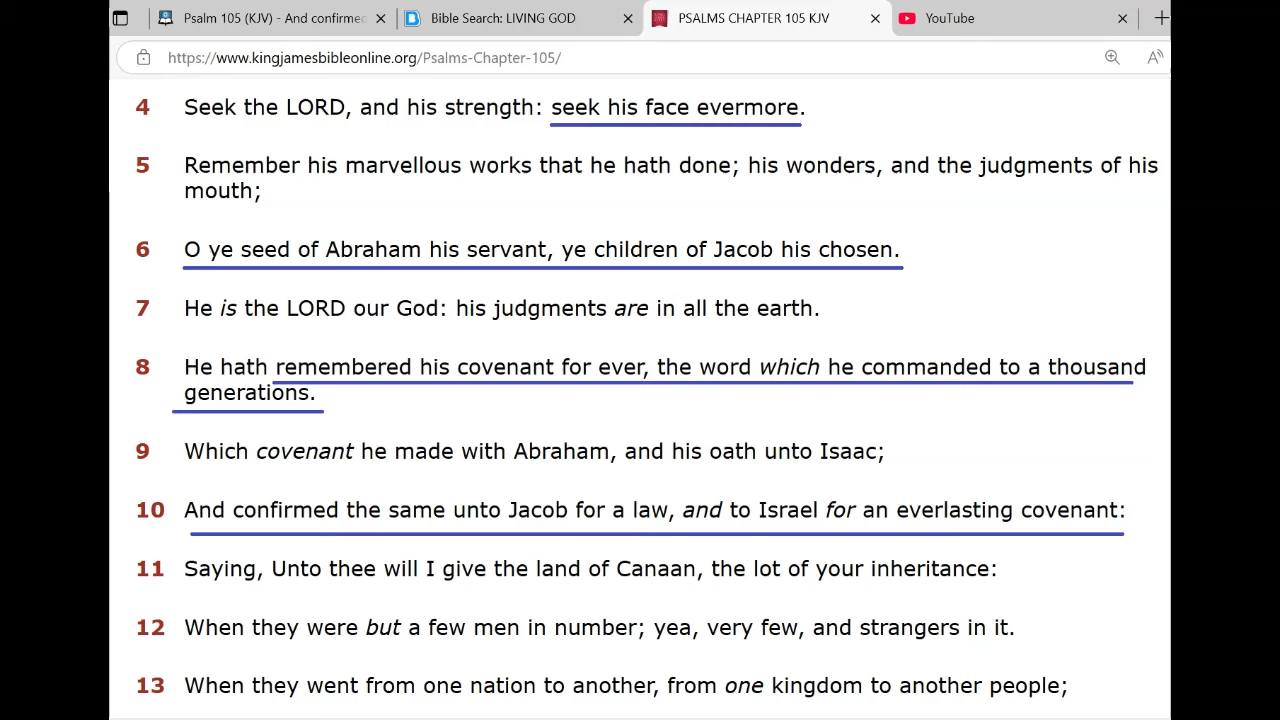 Psalm 105 (KJV) - And confirmed
Bible Search: LIVING GOD
PSALMS CHAPTER 105 KJV
YouTube
https://www.kingjamesbibleonline.org/Psalms-Chapter-105/
4 Seek the LORD, and his strength: seek his face evermore.
5 Remember his marvellous works that he hath done; his wonders, and the judgments of his
mouth;
6 O ye seed of Abraham his servant, ye children of Jacob his chosen.
7 He is the LORD our God: his judgments are in all the earth.
8 He hath remembered his covenant for ever, the word which he commanded to a thousand
generations.
9 Which covenant he made with Abraham, and his oath unto Isaac;
10 And confirmed the same unto Jacob for a law, and to Israel for an everlasting covenant:
11 Saying, Unto thee will I give the land of Canaan, the lot of your inheritance:
12 When they were but a few men in number; yea, very few, and strangers in it.
13 When they went from one nation to another, from one kingdom to another people;